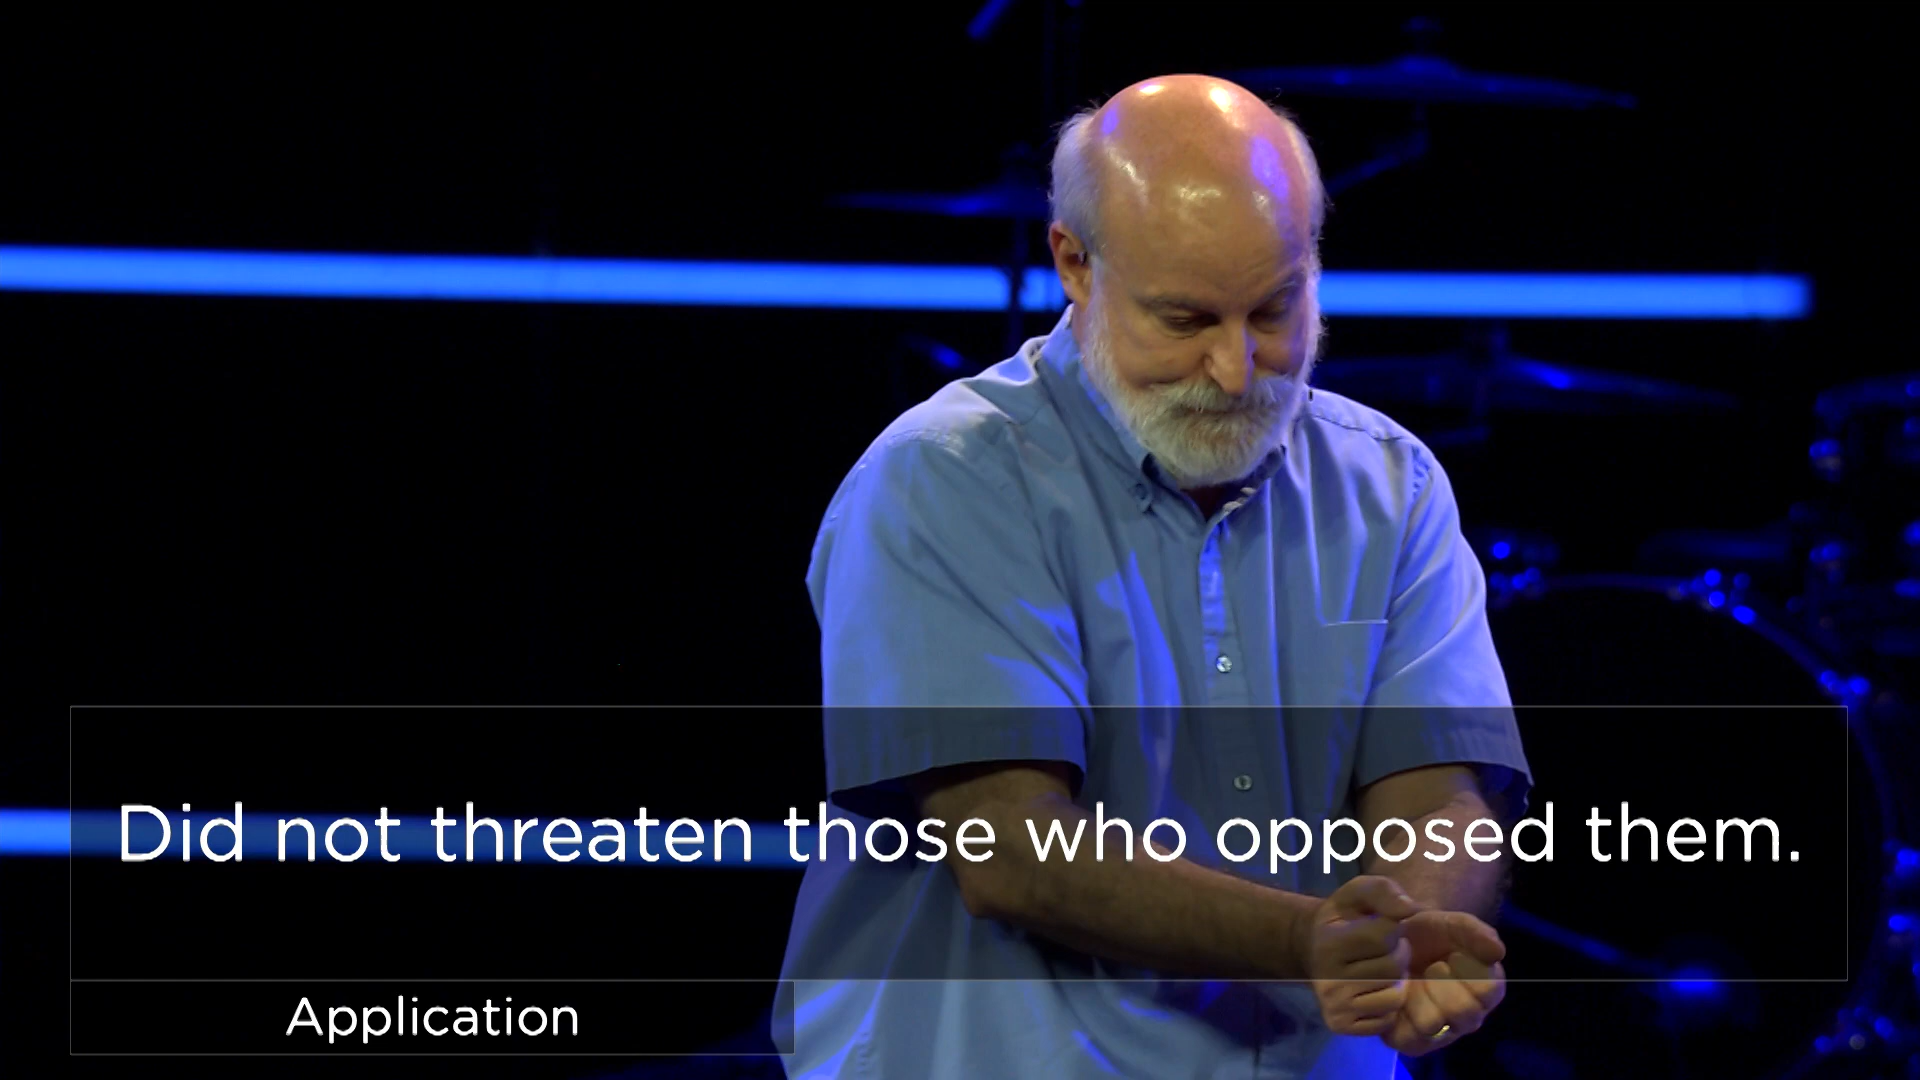 Did not threaten those who opposed them.
Application